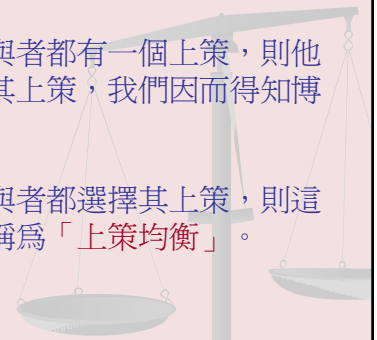 與者都有一個上策，則他
其上策，我們因而得知博
與者都選擇其上策，則這
稱為「上策均衡」。